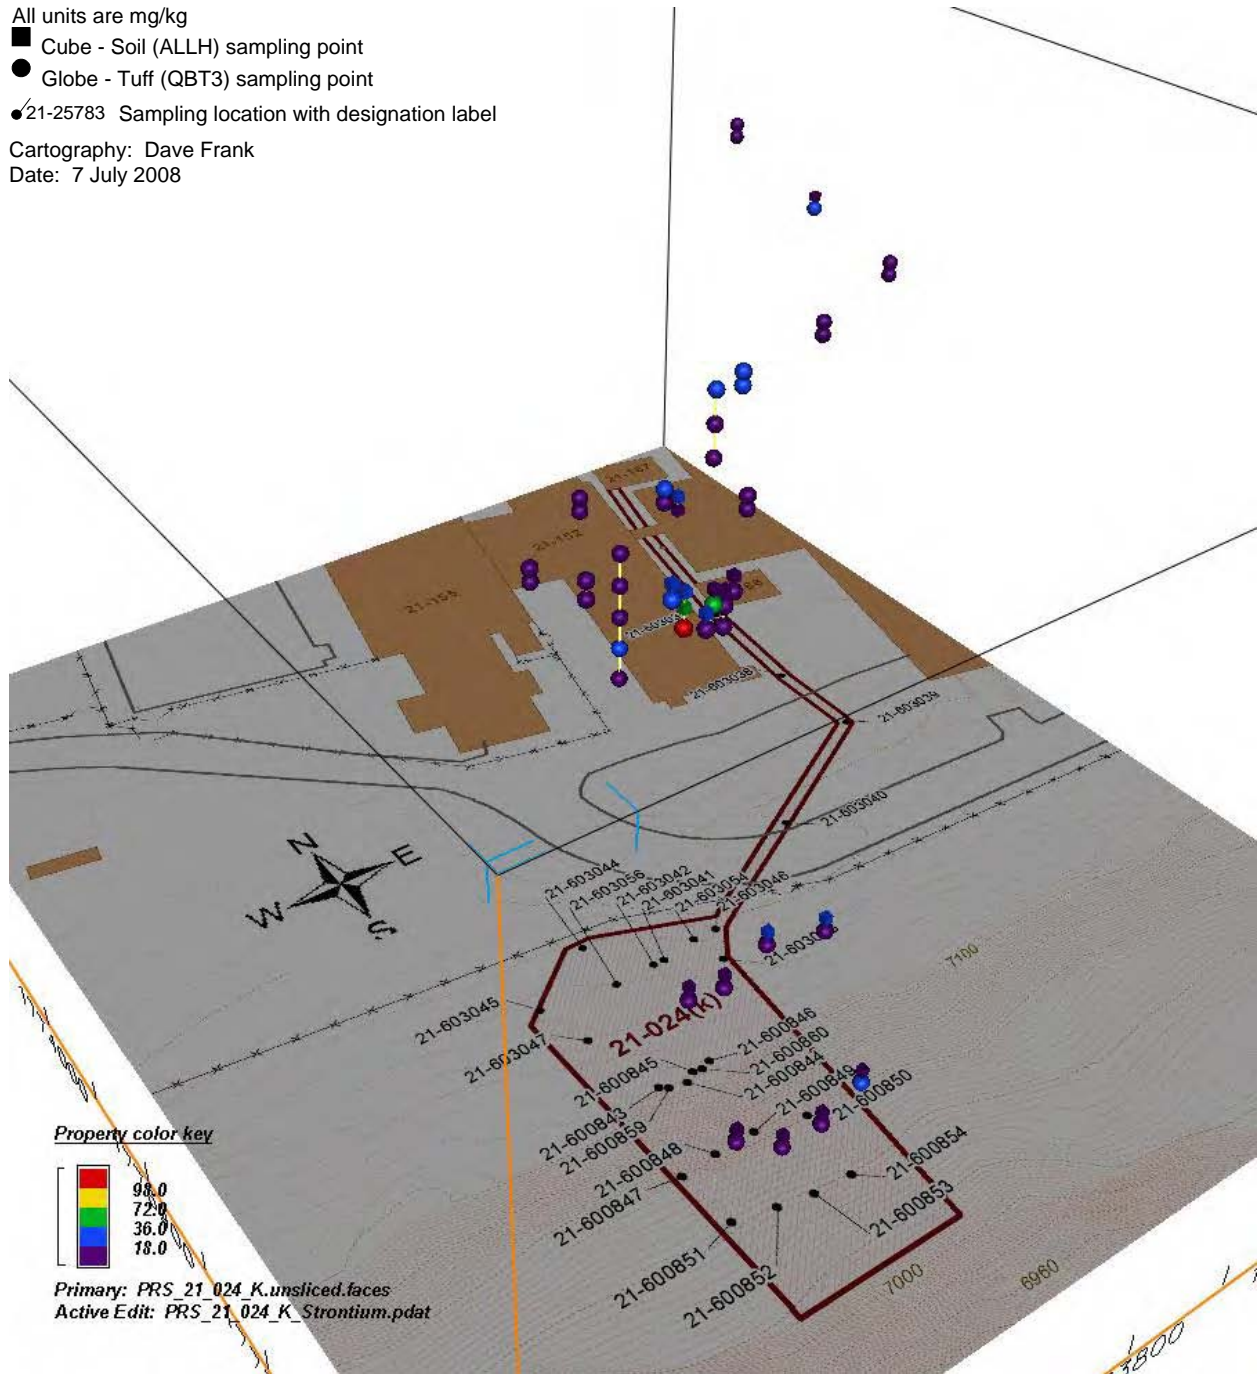 All units are mg/kg
Cube - Soil (ALLH) sampling point
Globe - Tuff (QBT3) sampling point
21-25783 Sampling location with designation label
Cartography: Dave Frank
Date: 7 July 2008
21-167
21-152
21-155
21-603038
21-603039
21-603040
N
E
W
S
21-603044
21-603056
21-603042
21-603041
21-603054
21-603046
7100
21-603045
21-603047
21-024(k)
21-600846
21-600860
21-600845
21-600844
21-600849
21-600850
21-600843
21-600859
21-600848
21-600847
21-600854
21-600853
21-600851
21-600852
7000
6960
3800
Property color key
98.0
72.0
36.0
18.0
Primary: PRS_21_024_K.unsliced.faces
Active Edit: PRS_21_024_K_Strontium.pdat